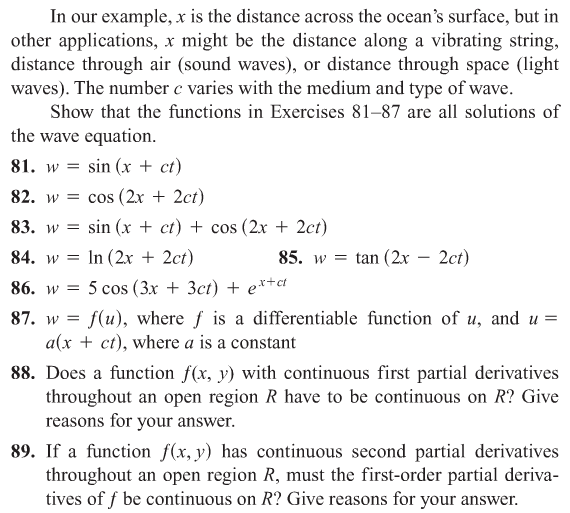 In our example, x is the distance across the ocean's surface, but in
other applications, x might be the distance along a vibrating string,
distance through air (sound waves), or distance through space (light
waves). The number c varies with the medium and type of wave.
Show that the functions in Exercises 81–87 are all solutions of
the wave equation.
81. w = sin (x + ct)
82. w = cos (2x + 2ct)
83. w = sin (x + ct) + cos (2x + 2ct)
84. w = ln (2x + 2ct) 85. w = tan (2x − 2ct)
86. w = 5 cos (3x + 3ct) + e^{x+ct}
87. w = f(u), where f is a differentiable function of u, and u =
a(x + ct), where a is a constant
88. Does a function f(x, y) with continuous first partial derivatives
throughout an open region R have to be continuous on R? Give
reasons for your answer.
89. If a function f(x, y) has continuous second partial derivatives
throughout an open region R, must the first-order partial deriva-
tives of f be continuous on R? Give reasons for your answer.